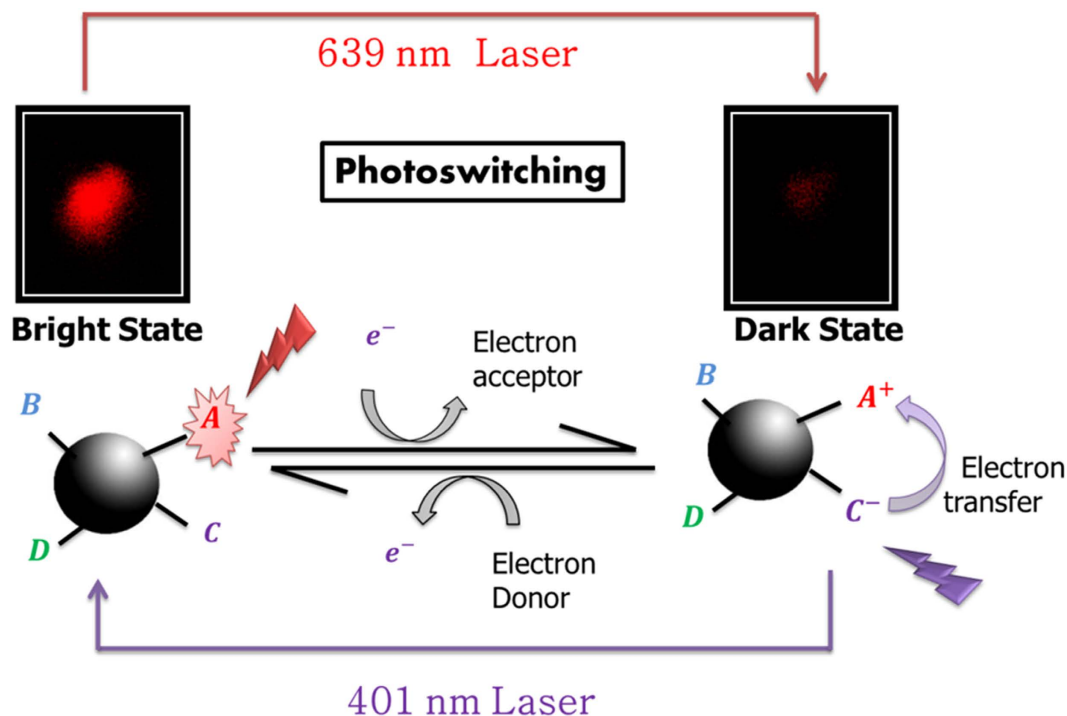 639 nm Laser
Photoswitching
Bright State
Dark State
e⁻
Electron
acceptor
B
A
D
C
B
A⁺
D
C⁻
Electron
transfer
e⁻
Electron
Donor
401 nm Laser